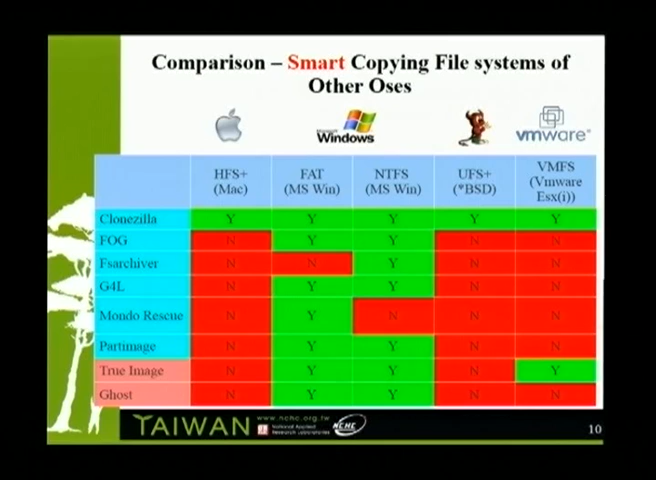 Comparison – Smart Copying File systems of
Other Oses
Microsoft
Windows
vmware®
HFS+
(Mac)
FAT
(MS Win)
NTFS
(MS Win)
UFS+
(*BSD)
VMFS
(Vmware
Esx(i))
Clonezilla Y Y Y Y Y
FOG N Y Y N N
Fsarchiver N N Y N N
G4L N Y Y N N
Mondo Rescue N Y N N N
Partimage N Y Y N N
True Image N Y Y N Y
Ghost N Y Y N N
TAIWAN
www.nchc.org.tw
National Applied
Research Laboratories
NCHC
10